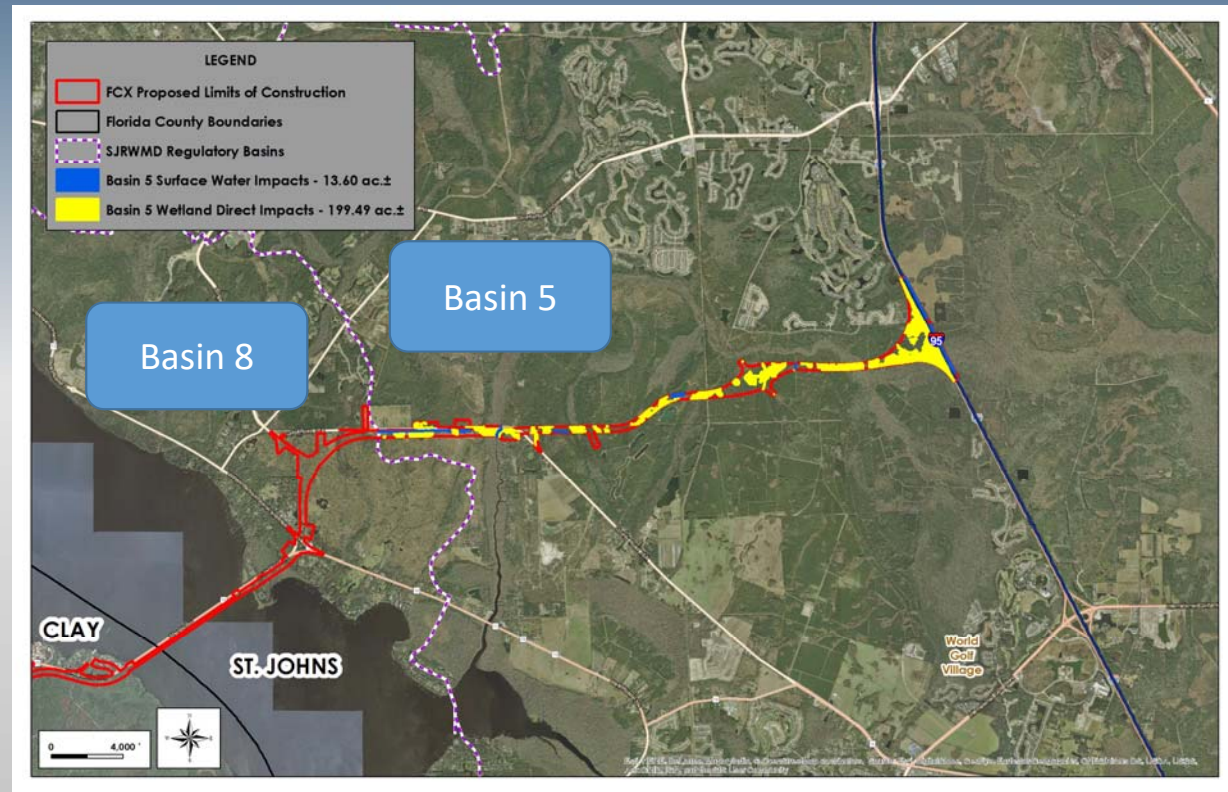 LEGEND
FCX Proposed Limits of Construction
Florida County Boundaries
SJRWMD Regulatory Basins
Basin 5 Surface Water Impacts - 13.60 ac.±
Basin 5 Wetland Direct Impacts - 199.49 ac.±
Basin 5
Basin 8
95
CLAY
ST. JOHNS
World
Golf
Village
0 4,000 '